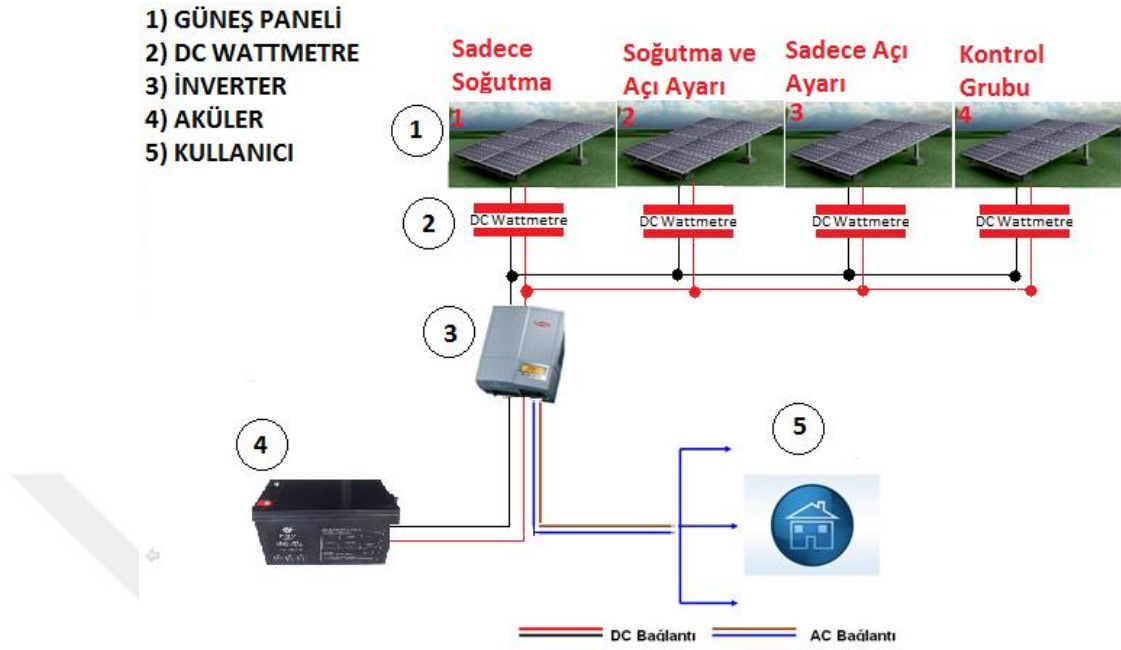 1) GÜNEŞ PANELİ
2) DC WATTMETRE
3) İNVERTER
4) AKÜLER
5) KULLANICI
Sadece
Soğutma
Soğutma ve
Açı Ayarı
Sadece Açı
Ayarı
Kontrol
Grubu
1
1
2
3
4
2
DC Wattmetre
DC Wattmetre
DC Wattmetre
DC Wattmetre
3
4
5
DC Bağlantı
AC Bağlantı